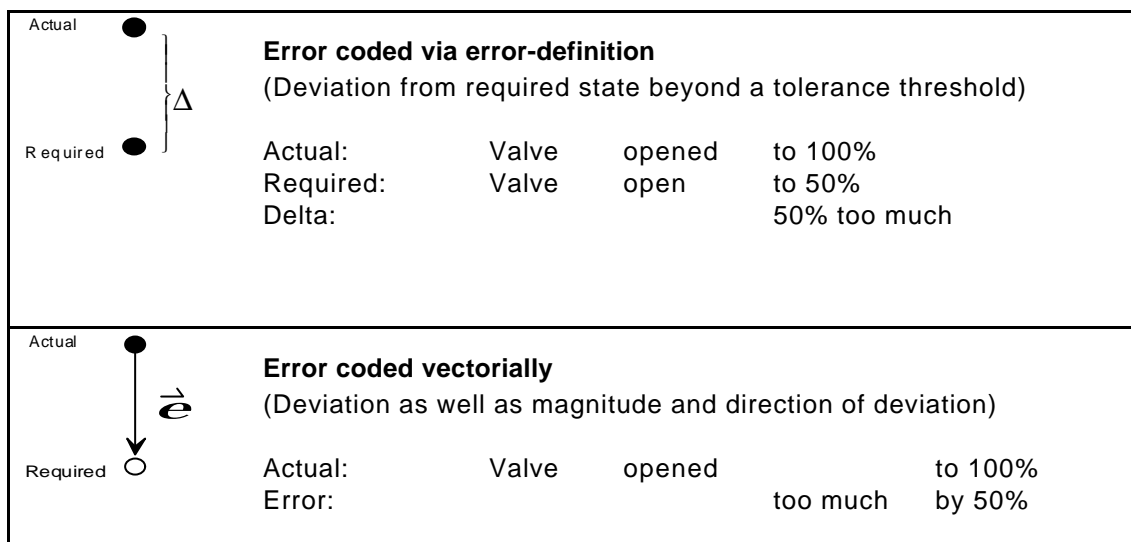 Actual
Error coded via error-definition
(Deviation from required state beyond a tolerance threshold)
Δ
Required
Actual: Valve opened to 100%
Required: Valve open to 50%
Delta: 50% too much
Actual
Error coded vectorially
e⃗
(Deviation as well as magnitude and direction of deviation)
Required
Actual: Valve opened to 100%
Error: too much by 50%